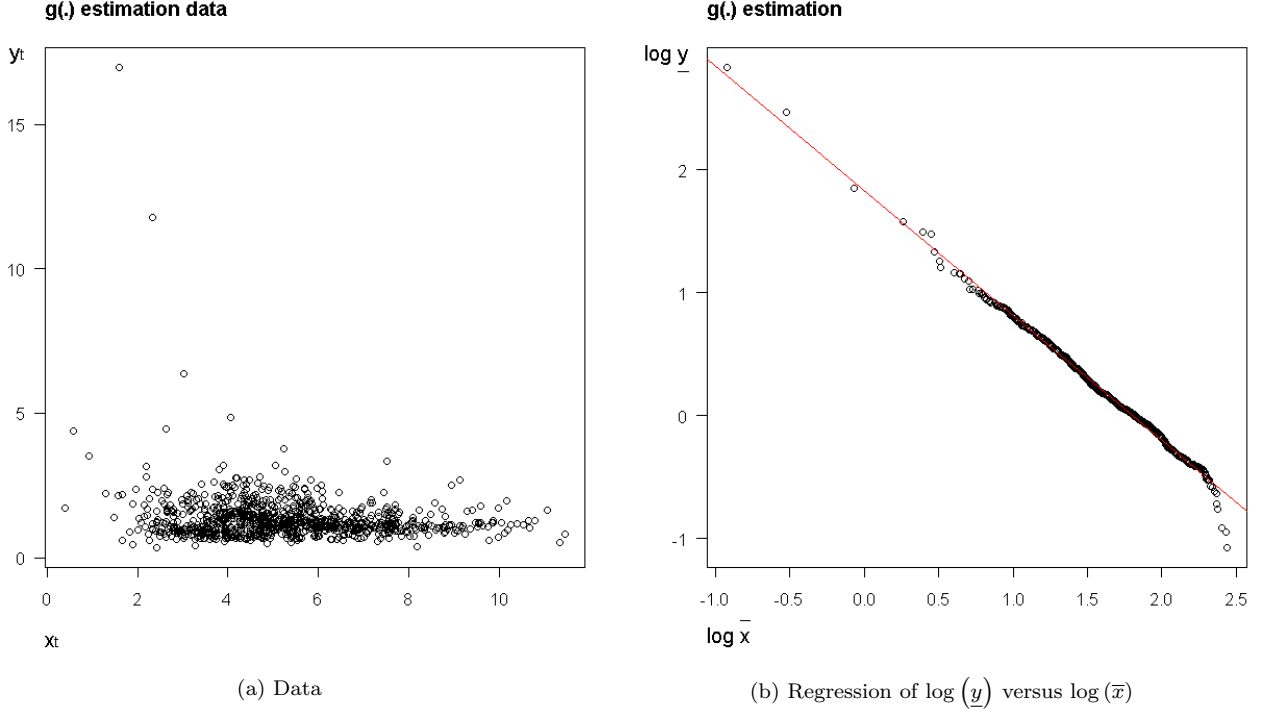 g(.) estimation data
yt
15
10
5
0
0 2 4 6 8 10
xt
(a) Data
g(.) estimation
log y
2
1
0
-1
-1.0 -0.5 0.0 0.5 1.0 1.5 2.0 2.5
log x̅
(b) Regression of log (y̲) versus log (x̅)